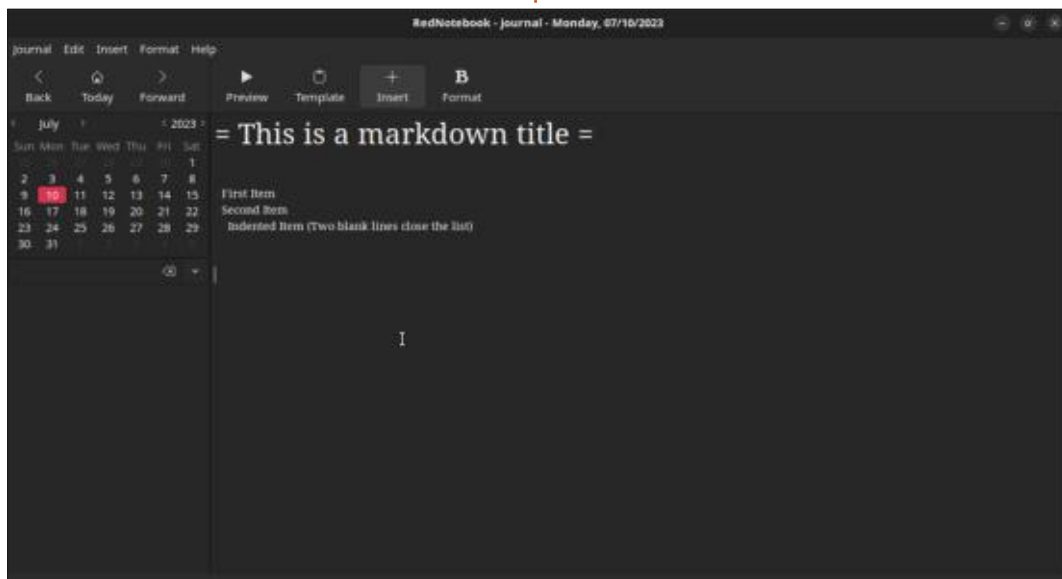 RedNotebook - journal - Monday, 07/10/2023
Journal Edit Insert Format Help
Back Today Forward Preview Template Insert Format
July 2023
Sun Mon Tue Wed Thu Fri Sat
1
2 3 4 5 6 7 8
9 10 11 12 13 14 15
16 17 18 19 20 21 22
23 24 25 26 27 28 29
30 31
= This is a markdown title =
First Item
Second Item
Indented Item (Two blank lines close the list)